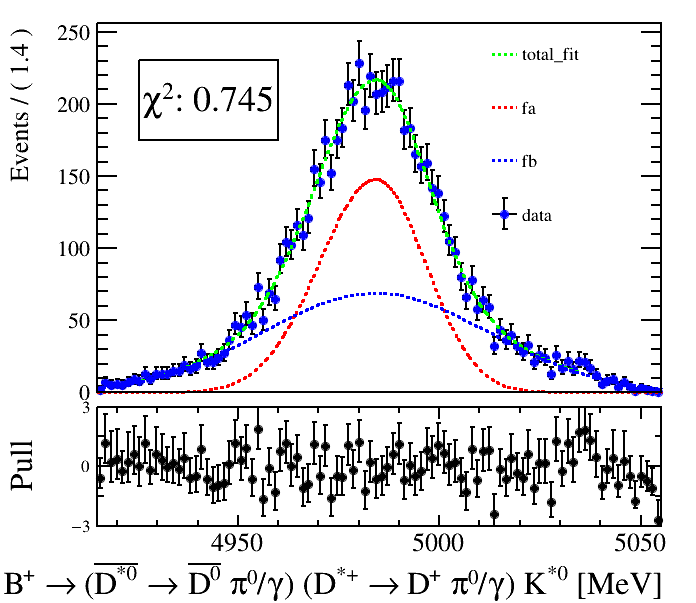 Events / ( 1.4 )
250
200
150
100
50
0
χ²: 0.745
total_fit
fa
fb
data
Pull
3
0
−3
4950 5000 5050
B⁺ → (D̅*⁰ → D̅⁰ π⁰/γ) (D*⁺ → D⁺ π⁰/γ) K*⁰ [MeV]